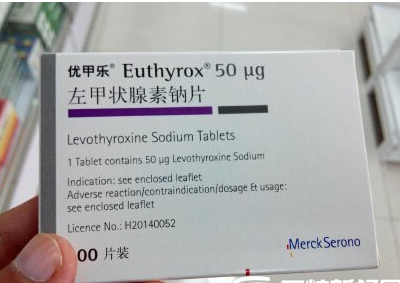 优甲乐® Euthyrox® 50 µg
左甲状腺素钠片
Levothyroxine Sodium Tablets
1 Tablet contains 50 µg Levothyroxine Sodium
Indication: see enclosed leaflet
Adverse reaction/contraindication/dosage & usage:
see enclosed leaflet
Licence No.: H20140052
00 片装
MerckSerono